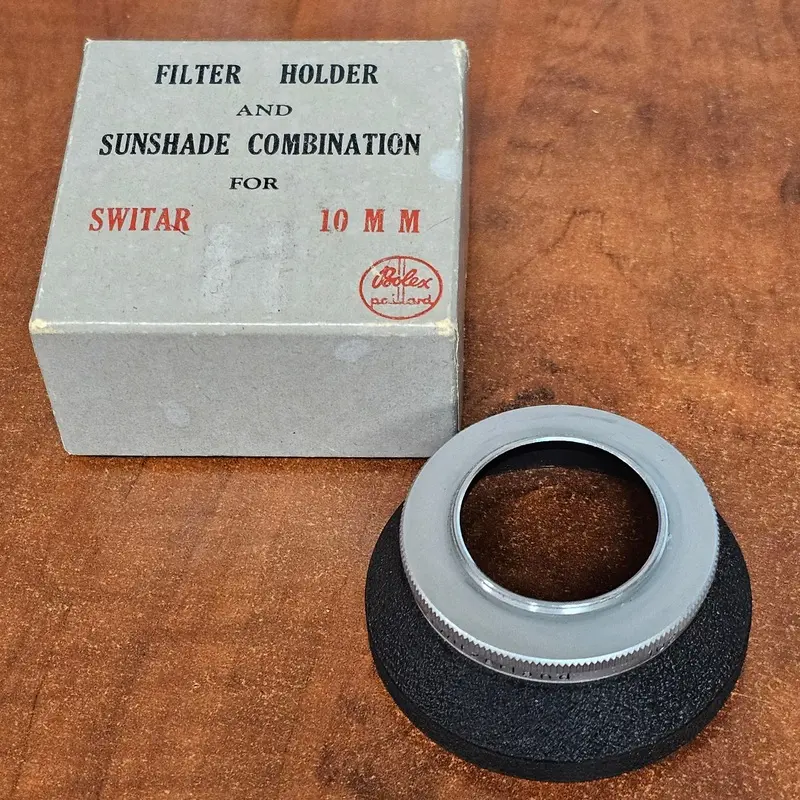 FILTER HOLDER
AND
SUNSHADE COMBINATION
FOR
SWITAR 10 M M
Bolex
paillard